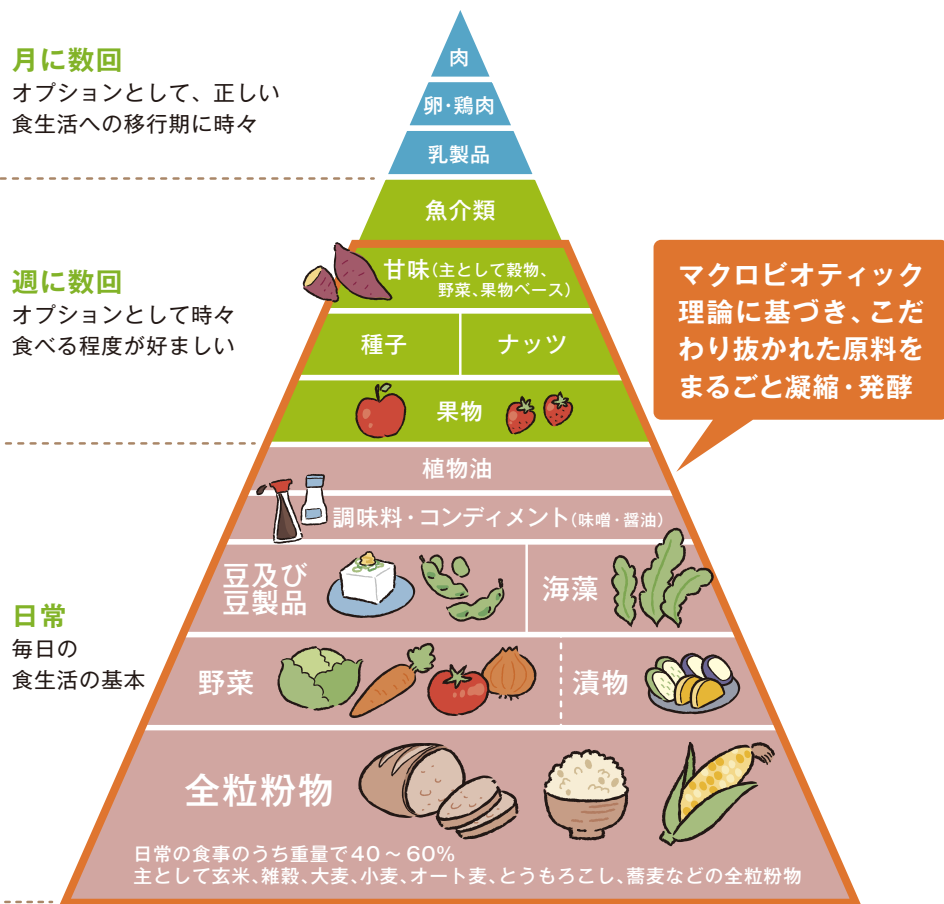 月に数回
オプションとして、正しい
食生活への移行期に時々
肉
卵・鶏肉
乳製品
魚介類
週に数回
オプションとして時々
食べる程度が好ましい
甘味(主として穀物、
野菜、果物ベース)
種子
ナッツ
果物
マクロビオティック
理論に基づき、こだ
わり抜かれた原料を
まるごと凝縮・発酵
植物油
調味料・コンディメント(味噌・醤油)
豆及び
豆製品
海藻
日常
毎日の
食生活の基本
野菜
漬物
全粒粉物
日常の食事のうち重量で40～60%
主として玄米、雑穀、大麦、小麦、オート麦、とうもろこし、蕎麦などの全粒粉物